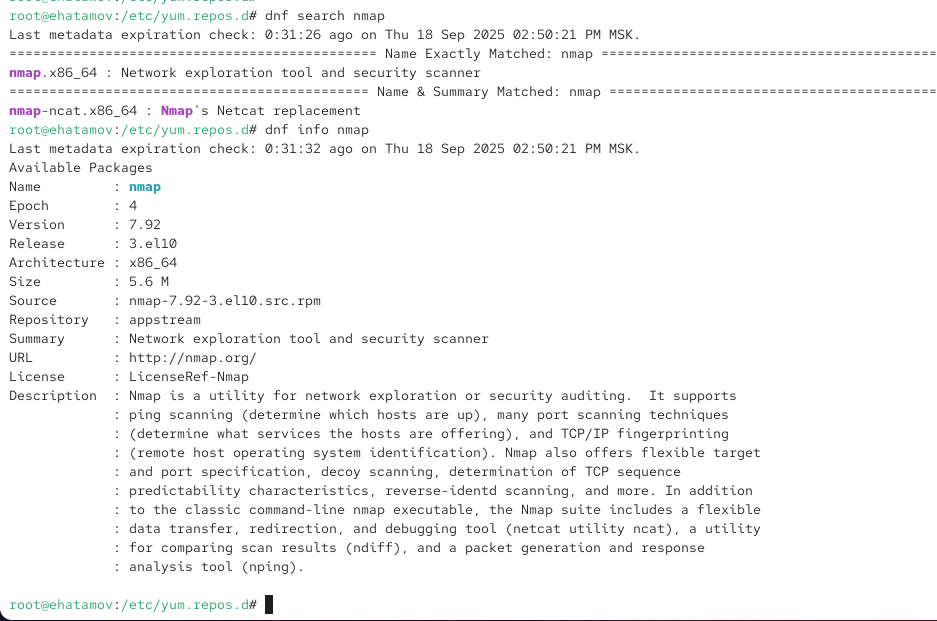 root@ehatamov:/etc/yum.repos.d# dnf search nmap
Last metadata expiration check: 0:31:26 ago on Thu 18 Sep 2025 02:50:21 PM MSK.
============================================== Name Exactly Matched: nmap ==========================================
nmap.x86_64 : Network exploration tool and security scanner
============================================= Name & Summary Matched: nmap =========================================
nmap-ncat.x86_64 : Nmap's Netcat replacement
root@ehatamov:/etc/yum.repos.d# dnf info nmap
Last metadata expiration check: 0:31:32 ago on Thu 18 Sep 2025 02:50:21 PM MSK.
Available Packages
Name         : nmap
Epoch        : 4
Version      : 7.92
Release      : 3.el10
Architecture : x86_64
Size         : 5.6 M
Source       : nmap-7.92-3.el10.src.rpm
Repository   : appstream
Summary      : Network exploration tool and security scanner
URL          : http://nmap.org/
License      : LicenseRef-Nmap
Description  : Nmap is a utility for network exploration or security auditing.  It supports
             : ping scanning (determine which hosts are up), many port scanning techniques
             : (determine what services the hosts are offering), and TCP/IP fingerprinting
             : (remote host operating system identification). Nmap also offers flexible target
             : and port specification, decoy scanning, determination of TCP sequence
             : predictability characteristics, reverse-identd scanning, and more. In addition
             : to the classic command-line nmap executable, the Nmap suite includes a flexible
             : data transfer, redirection, and debugging tool (netcat utility ncat), a utility
             : for comparing scan results (ndiff), and a packet generation and response
             : analysis tool (nping).
root@ehatamov:/etc/yum.repos.d#